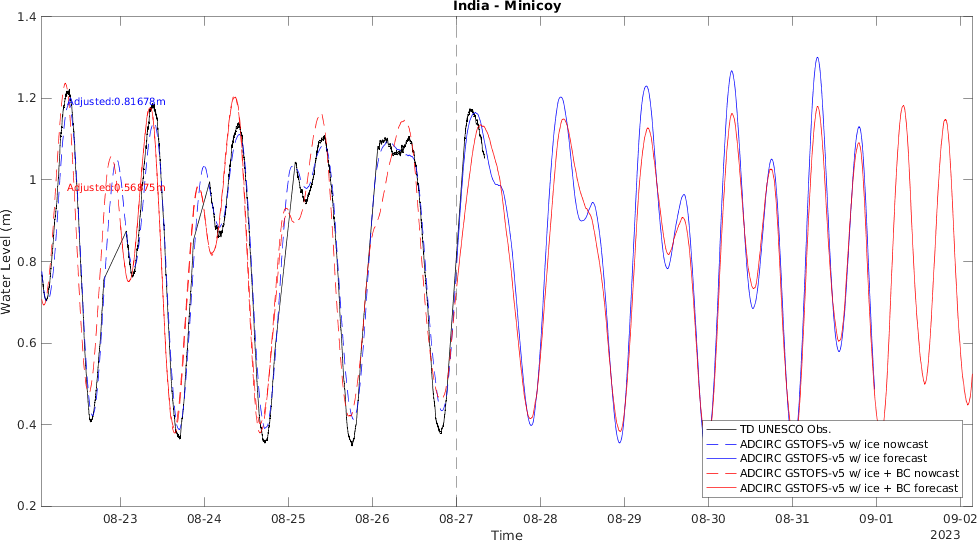 India - Minicoy
1.4
1.2
1
0.8
0.6
0.4
0.2
Water Level (m)
Adjusted:0.81678m
Adjusted:0.56875m
TD UNESCO Obs.
ADCIRC GSTOFS-v5 w/ ice nowcast
ADCIRC GSTOFS-v5 w/ ice forecast
ADCIRC GSTOFS-v5 w/ ice + BC nowcast
ADCIRC GSTOFS-v5 w/ ice + BC forecast
08-23 08-24 08-25 08-26 08-27 08-28 08-29 08-30 08-31 09-01 09-02
2023
Time